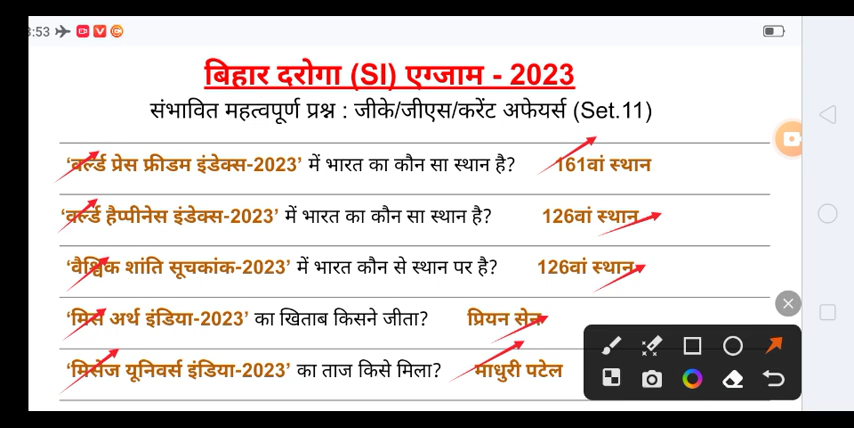 :53
बिहार दरोगा (SI) एग्जाम - 2023
संभावित महत्वपूर्ण प्रश्न : जीके/जीएस/करेंट अफेयर्स (Set.11)
‘वर्ल्ड प्रेस फ्रीडम इंडेक्स-2023’ में भारत का कौन सा स्थान है? 161वां स्थान
‘वर्ल्ड हैप्पीनेस इंडेक्स-2023’ में भारत का कौन सा स्थान है? 126वां स्थान
‘वैश्विक शांति सूचकांक-2023’ में भारत कौन से स्थान पर है? 126वां स्थान
‘मिस अर्थ इंडिया-2023’ का खिताब किसने जीता? प्रियन सेन
‘मिसेज यूनिवर्स इंडिया-2023’ का ताज किसे मिला? माधुरी पटेल